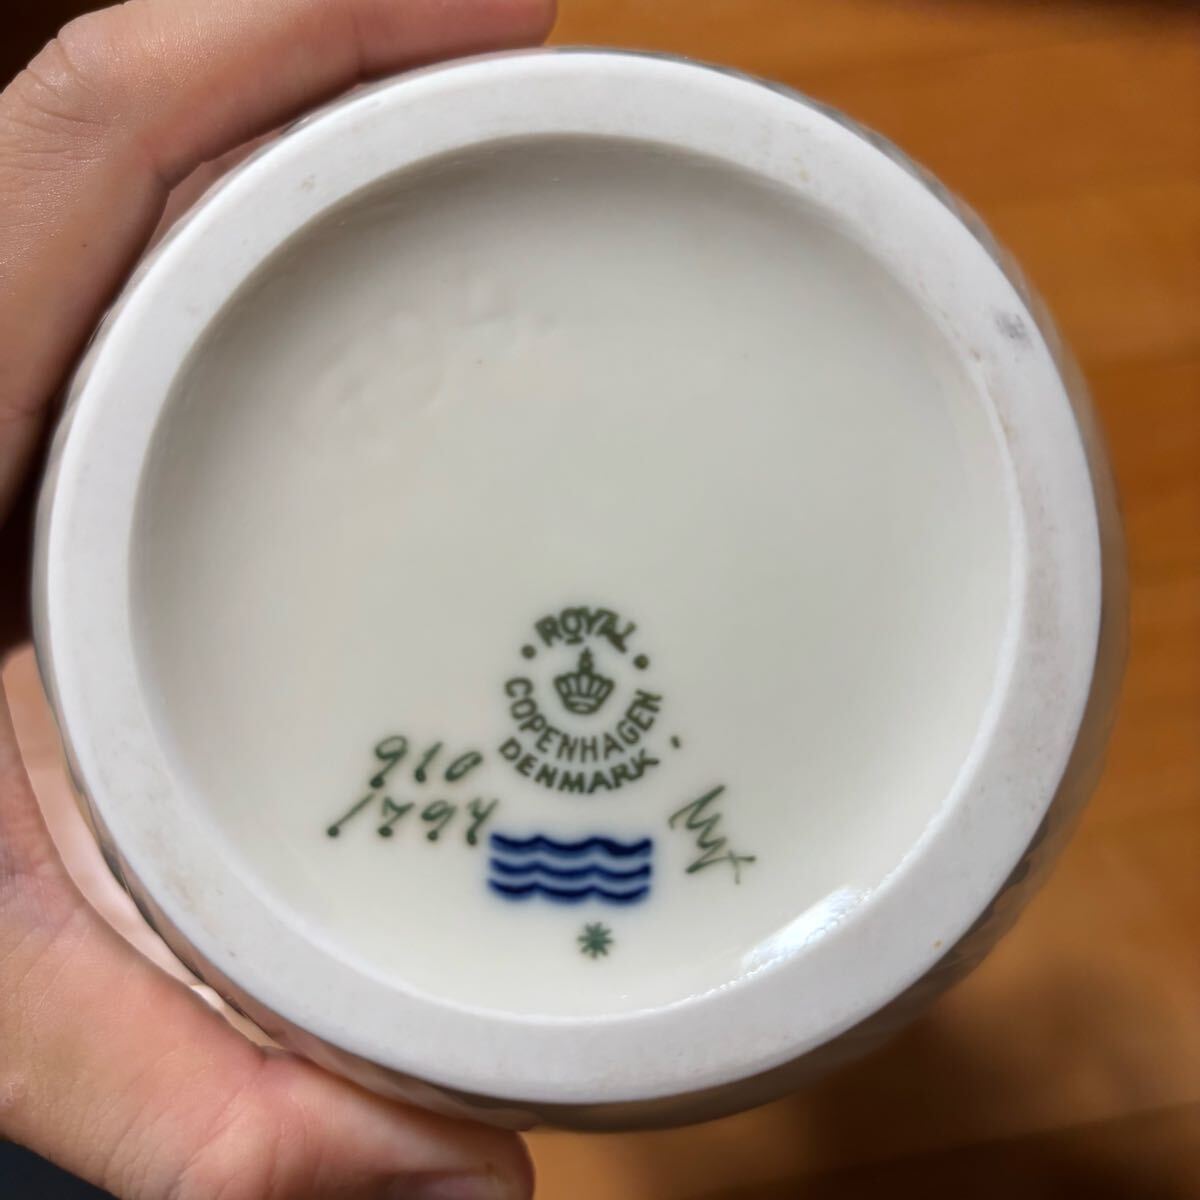 ROYAL
COPENHAGEN
DENMARK
910
1794